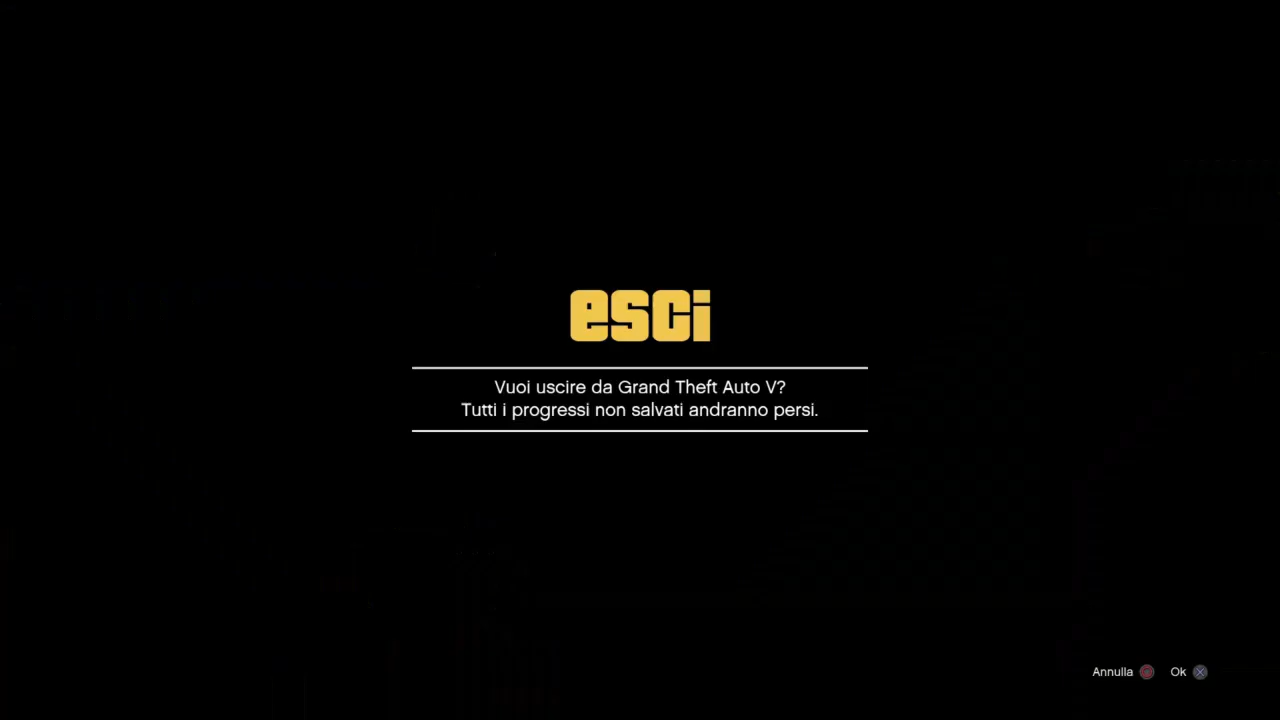 esci
Vuoi uscire da Grand Theft Auto V?
Tutti i progressi non salvati andranno persi.
Annulla Ok